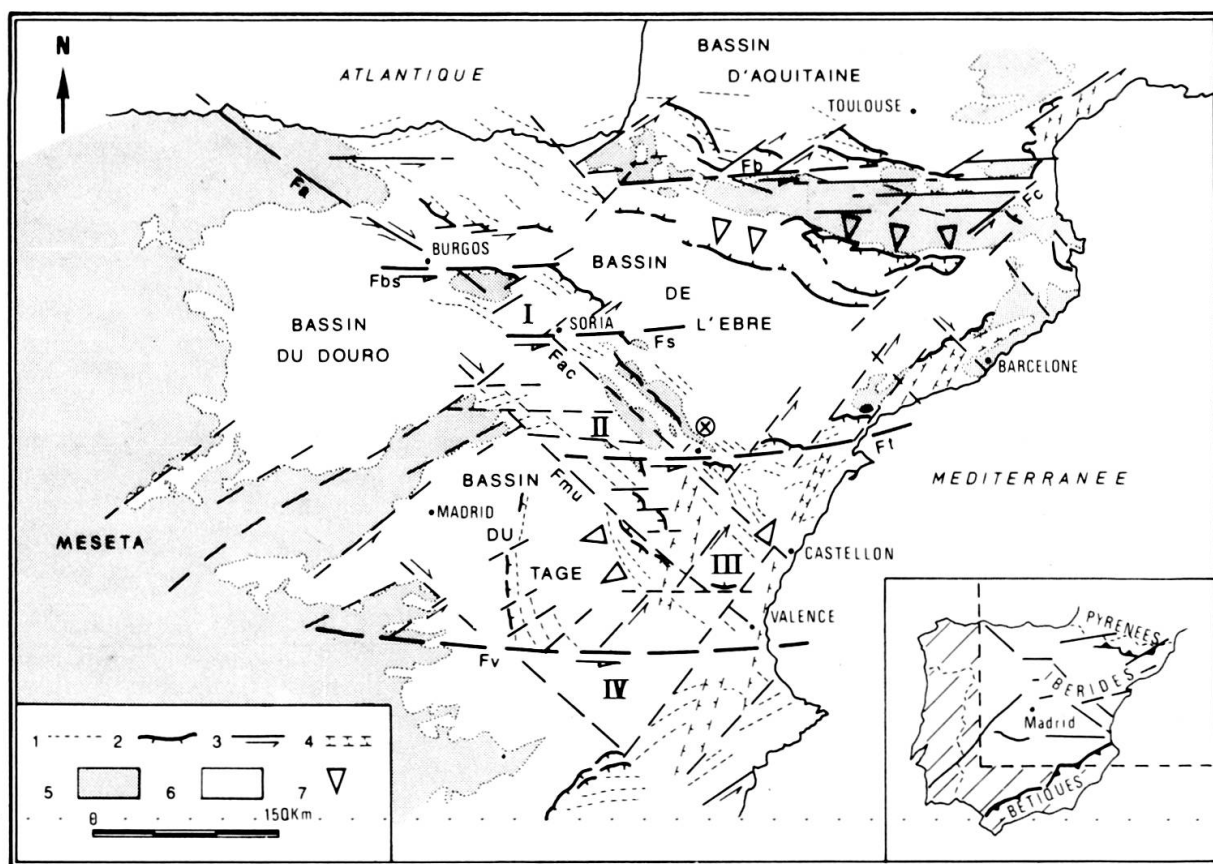 N
ATLANTIQUE
BASSIN
D'AQUITAINE
TOULOUSE
Fa
Fb
Fc
BURGOS
Fbs
BASSIN
DE
L'EBRE
I
SORIA
Fs
BASSIN
DU DOURO
Fac
BARCELONE
II
Ft
BASSIN
DU
TAGE
Fmu
MADRID
MEDITERRANEE
MESETA
CASTELLON
III
VALENCE
Fv
IV
1 2 3 4
5 6 7
0 150Km
PYRENEES
IBERIDES
Madrid
BETIQUES